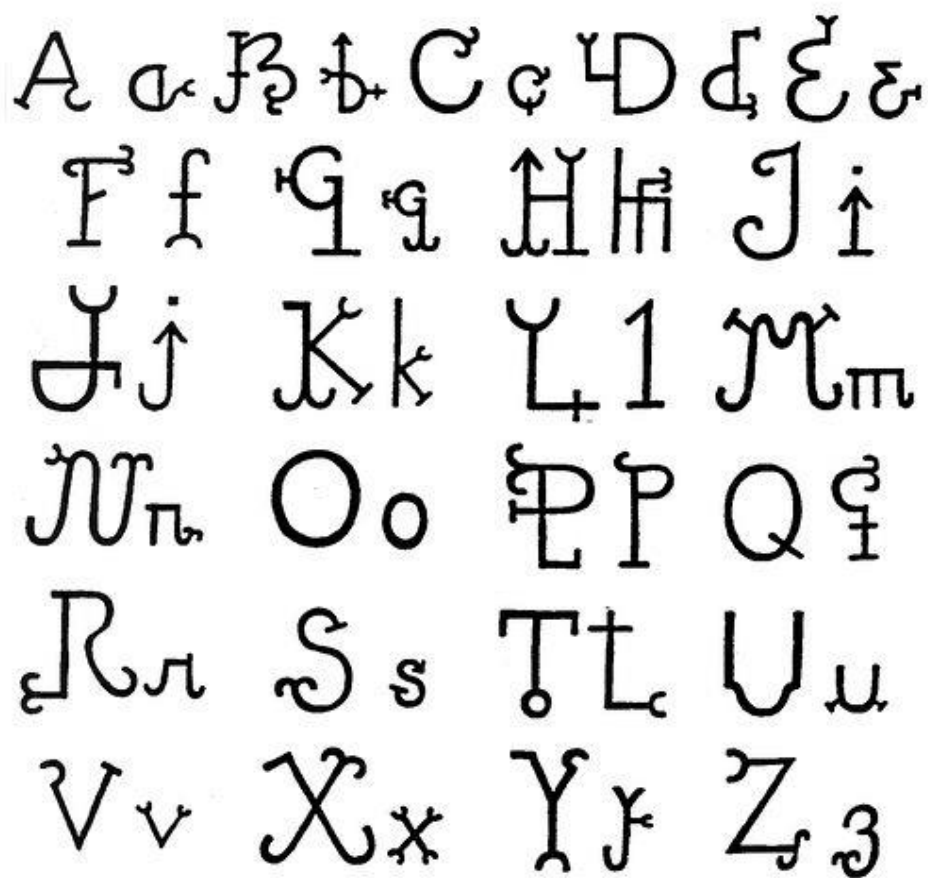 A a B b C c D d E e
F f G g H h I i
J j K k L l M m
N n O o P p Q q
R r S s T t U u
V v X x Y y Z z